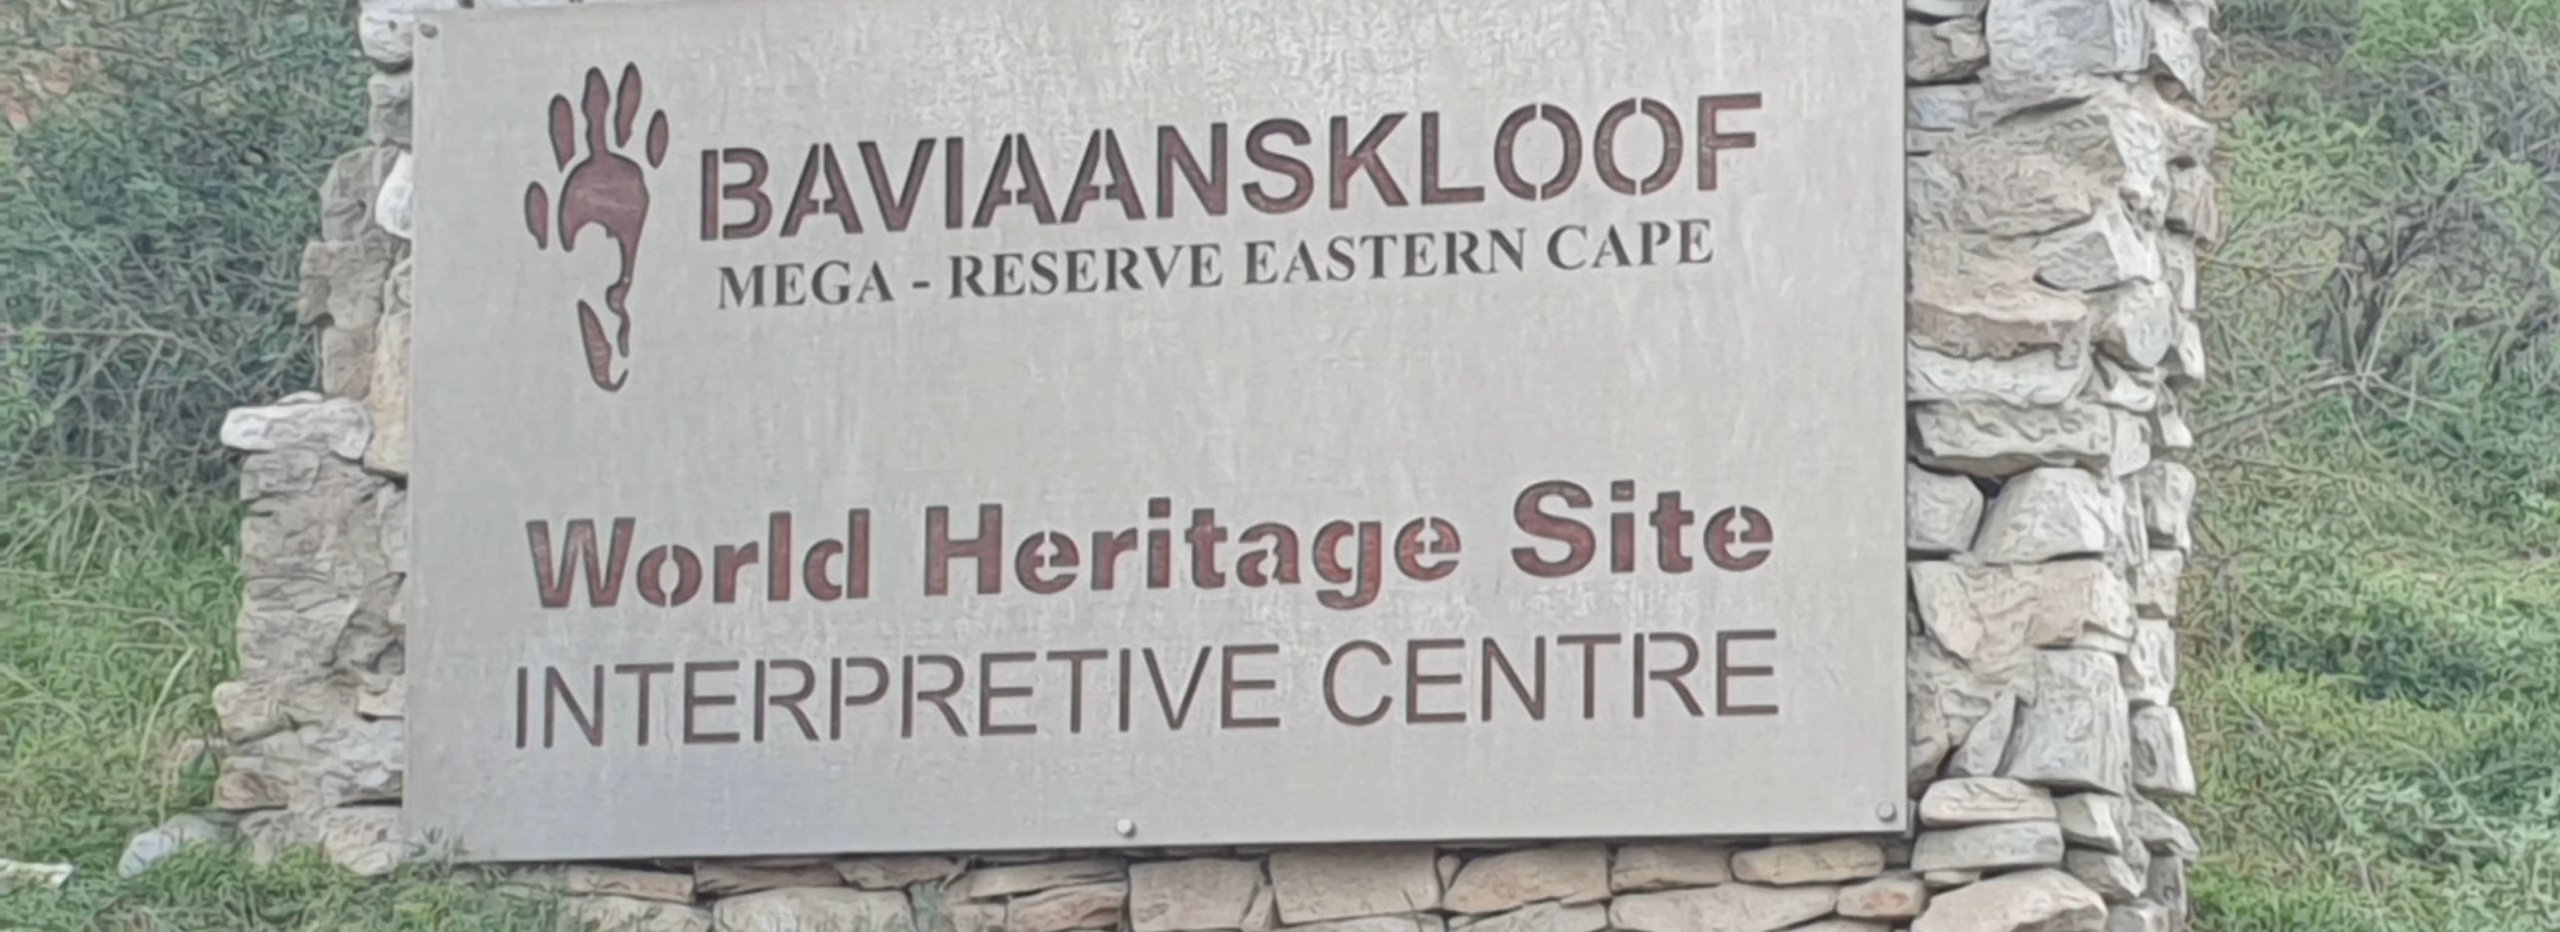 BAVIAANSKLOOF
MEGA - RESERVE EASTERN CAPE
World Heritage Site
INTERPRETIVE CENTRE